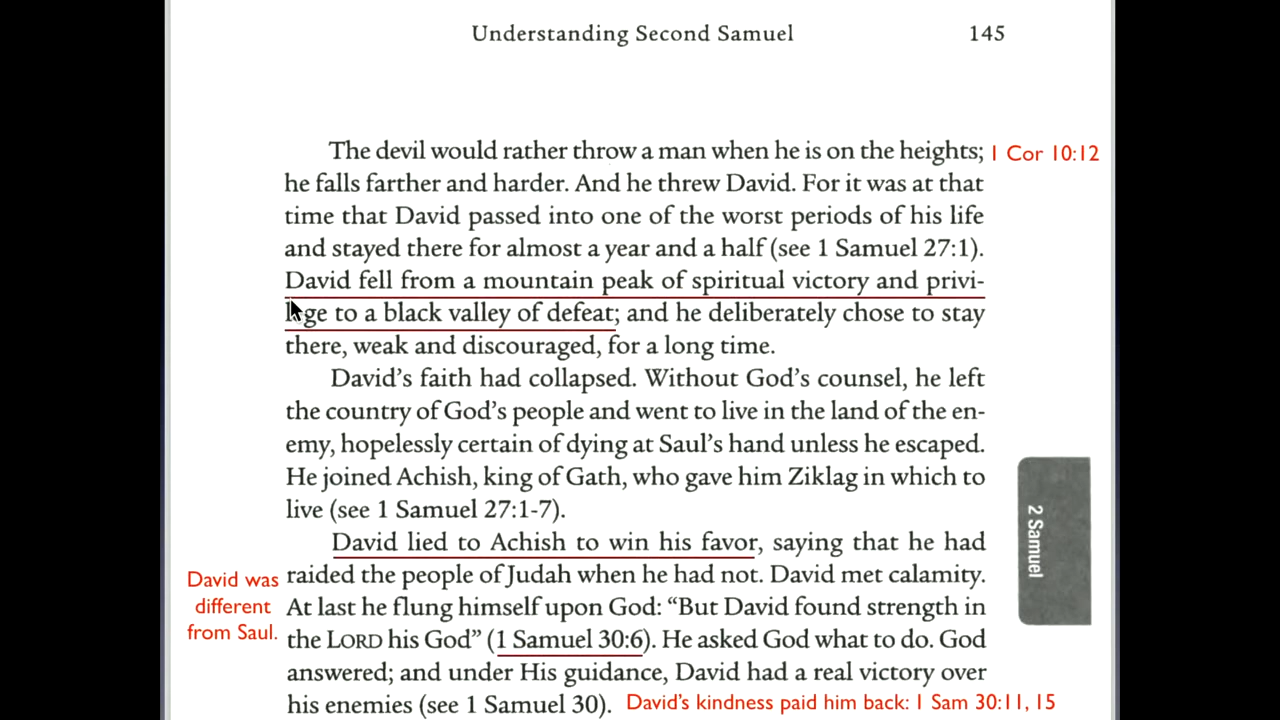 Understanding Second Samuel 145
The devil would rather throw a man when he is on the heights; 1 Cor 10:12
he falls farther and harder. And he threw David. For it was at that
time that David passed into one of the worst periods of his life
and stayed there for almost a year and a half (see 1 Samuel 27:1).
David fell from a mountain peak of spiritual victory and privi-
lege to a black valley of defeat; and he deliberately chose to stay
there, weak and discouraged, for a long time.
David's faith had collapsed. Without God's counsel, he left
the country of God's people and went to live in the land of the en-
emy, hopelessly certain of dying at Saul's hand unless he escaped.
He joined Achish, king of Gath, who gave him Ziklag in which to
live (see 1 Samuel 27:1-7).
2 Samuel
David lied to Achish to win his favor, saying that he had
raided the people of Judah when he had not. David met calamity.
At last he flung himself upon God: “But David found strength in
the LORD his God” (1 Samuel 30:6). He asked God what to do. God
answered; and under His guidance, David had a real victory over
his enemies (see 1 Samuel 30). David's kindness paid him back: 1 Sam 30:11, 15
David was
different
from Saul.